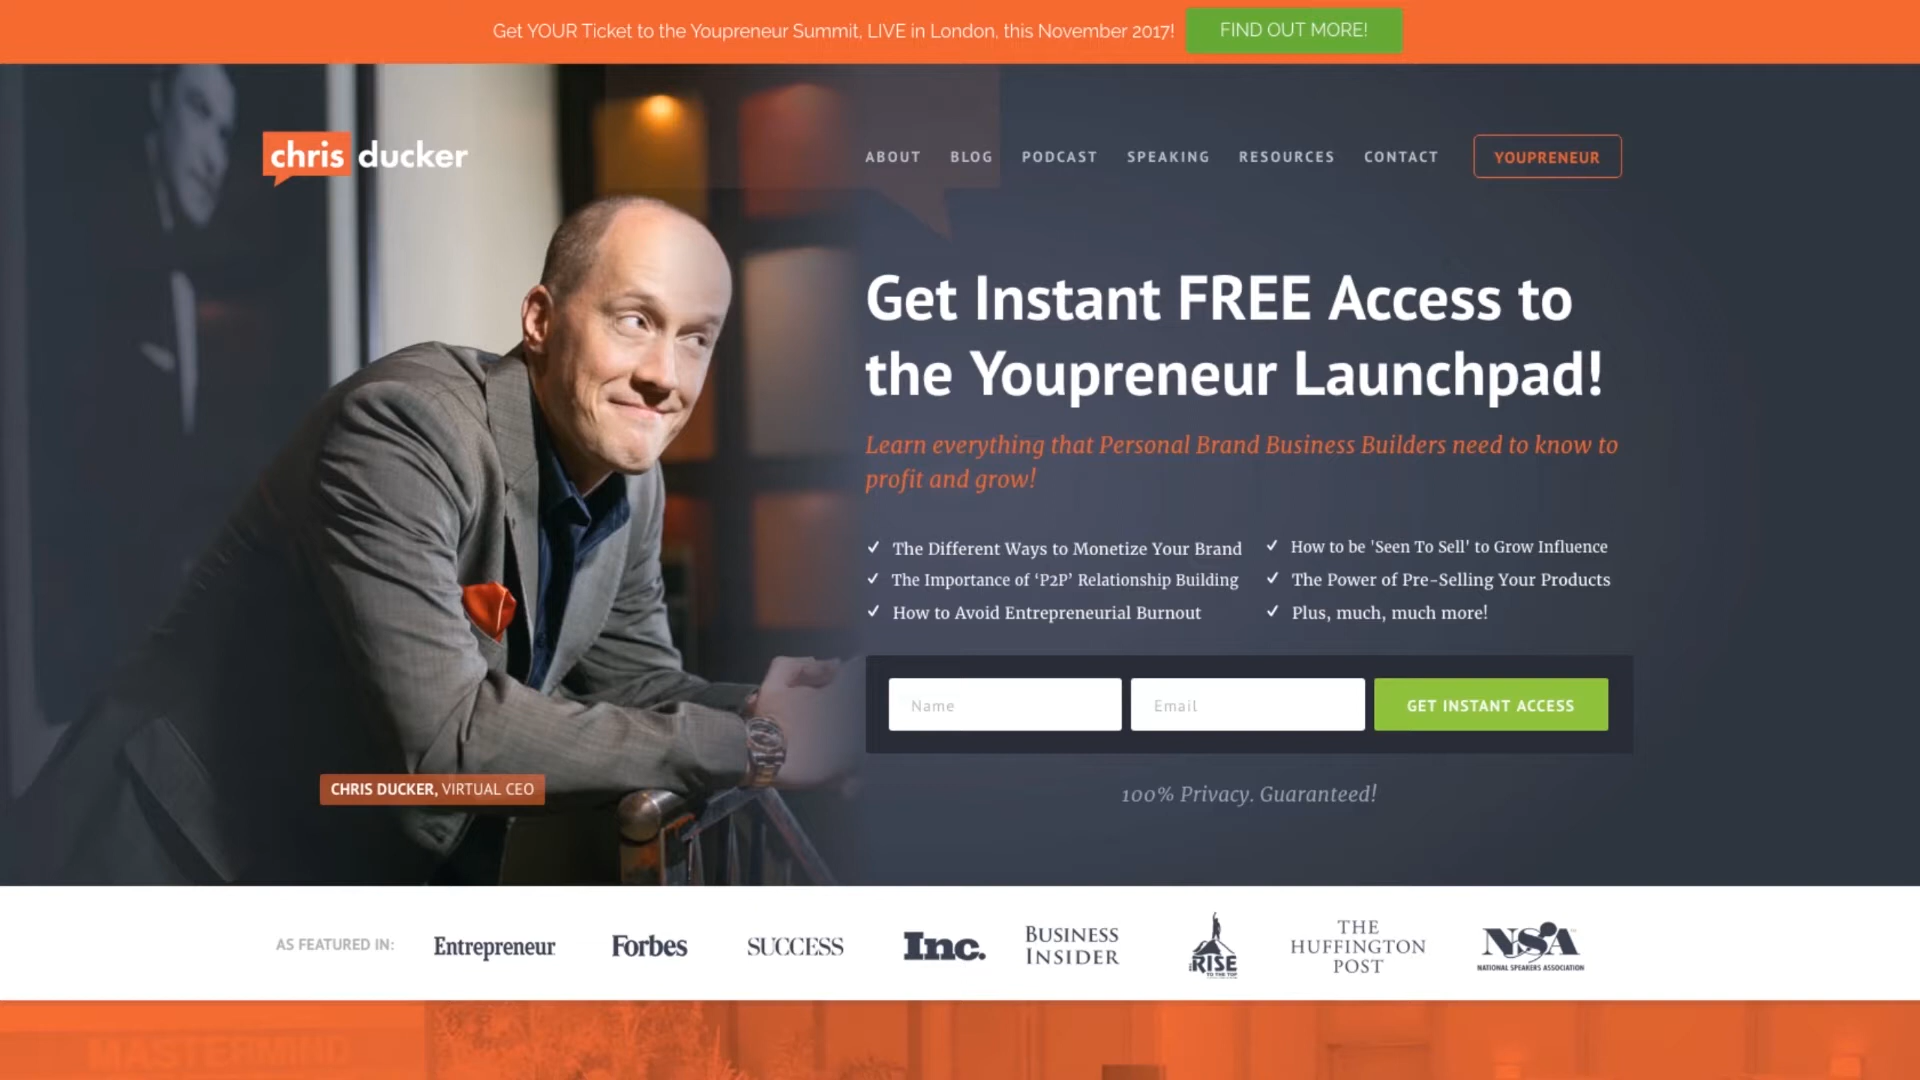 Get YOUR Ticket to the Youpreneur Summit, LIVE in London, this November 2017!
FIND OUT MORE!
chris ducker
ABOUT
BLOG
PODCAST
SPEAKING
RESOURCES
CONTACT
YOUPRENEUR
Get Instant FREE Access to
the Youpreneur Launchpad!
Learn everything that Personal Brand Business Builders need to know to
profit and grow!
The Different Ways to Monetize Your Brand
The Importance of ‘P2P’ Relationship Building
How to Avoid Entrepreneurial Burnout
How to be 'Seen To Sell' to Grow Influence
The Power of Pre-Selling Your Products
Plus, much, much more!
Name
Email
GET INSTANT ACCESS
100% Privacy. Guaranteed!
CHRIS DUCKER, VIRTUAL CEO
AS FEATURED IN:
Entrepreneur
Forbes
SUCCESS
Inc.
BUSINESS
INSIDER
RISE
TO THE TOP
THE
HUFFINGTON
POST
NSA
NATIONAL SPEAKERS ASSOCIATION
MASTERMIND